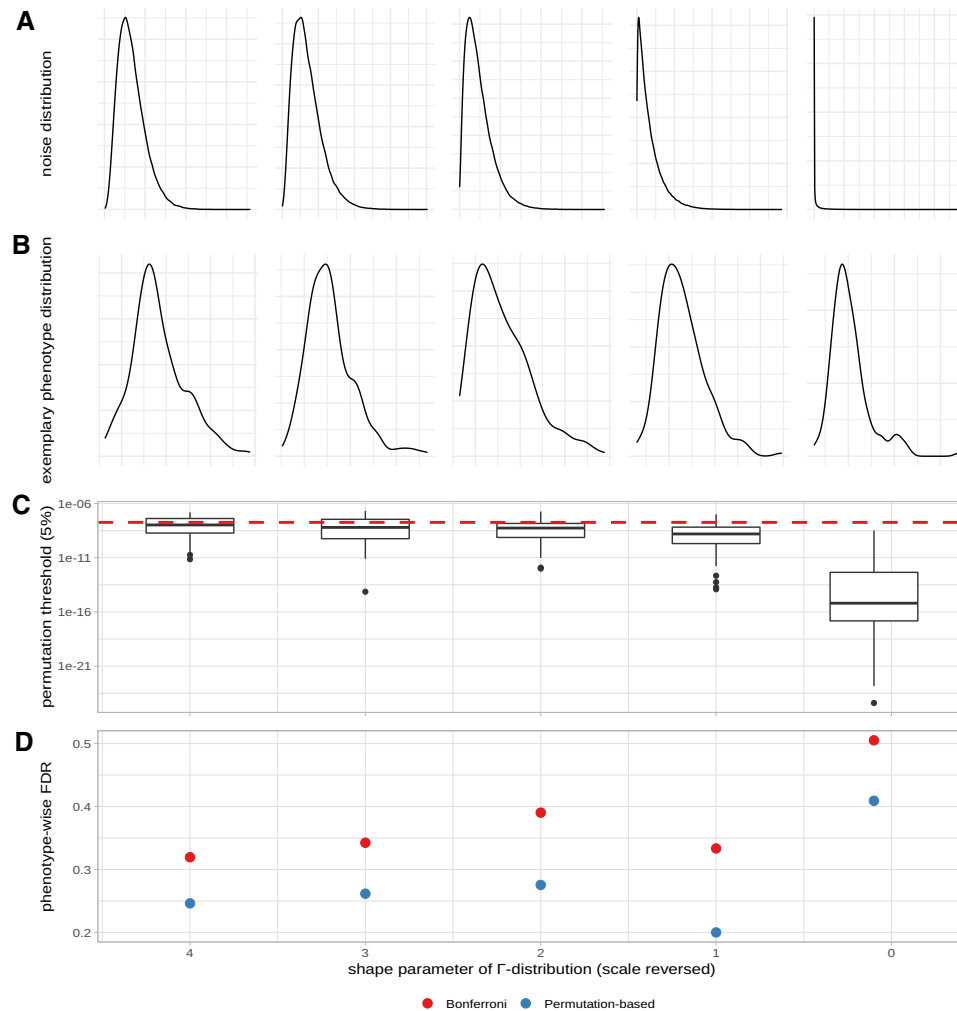 A
noise distribution
B
exemplary phenotype distribution
C
permutation threshold (5%)
1e-06
1e-11
1e-16
1e-21
D
phenotype-wise FDR
0.5
0.4
0.3
0.2
4 3 2 1 0
shape parameter of Γ-distribution (scale reversed)
Bonferroni Permutation-based